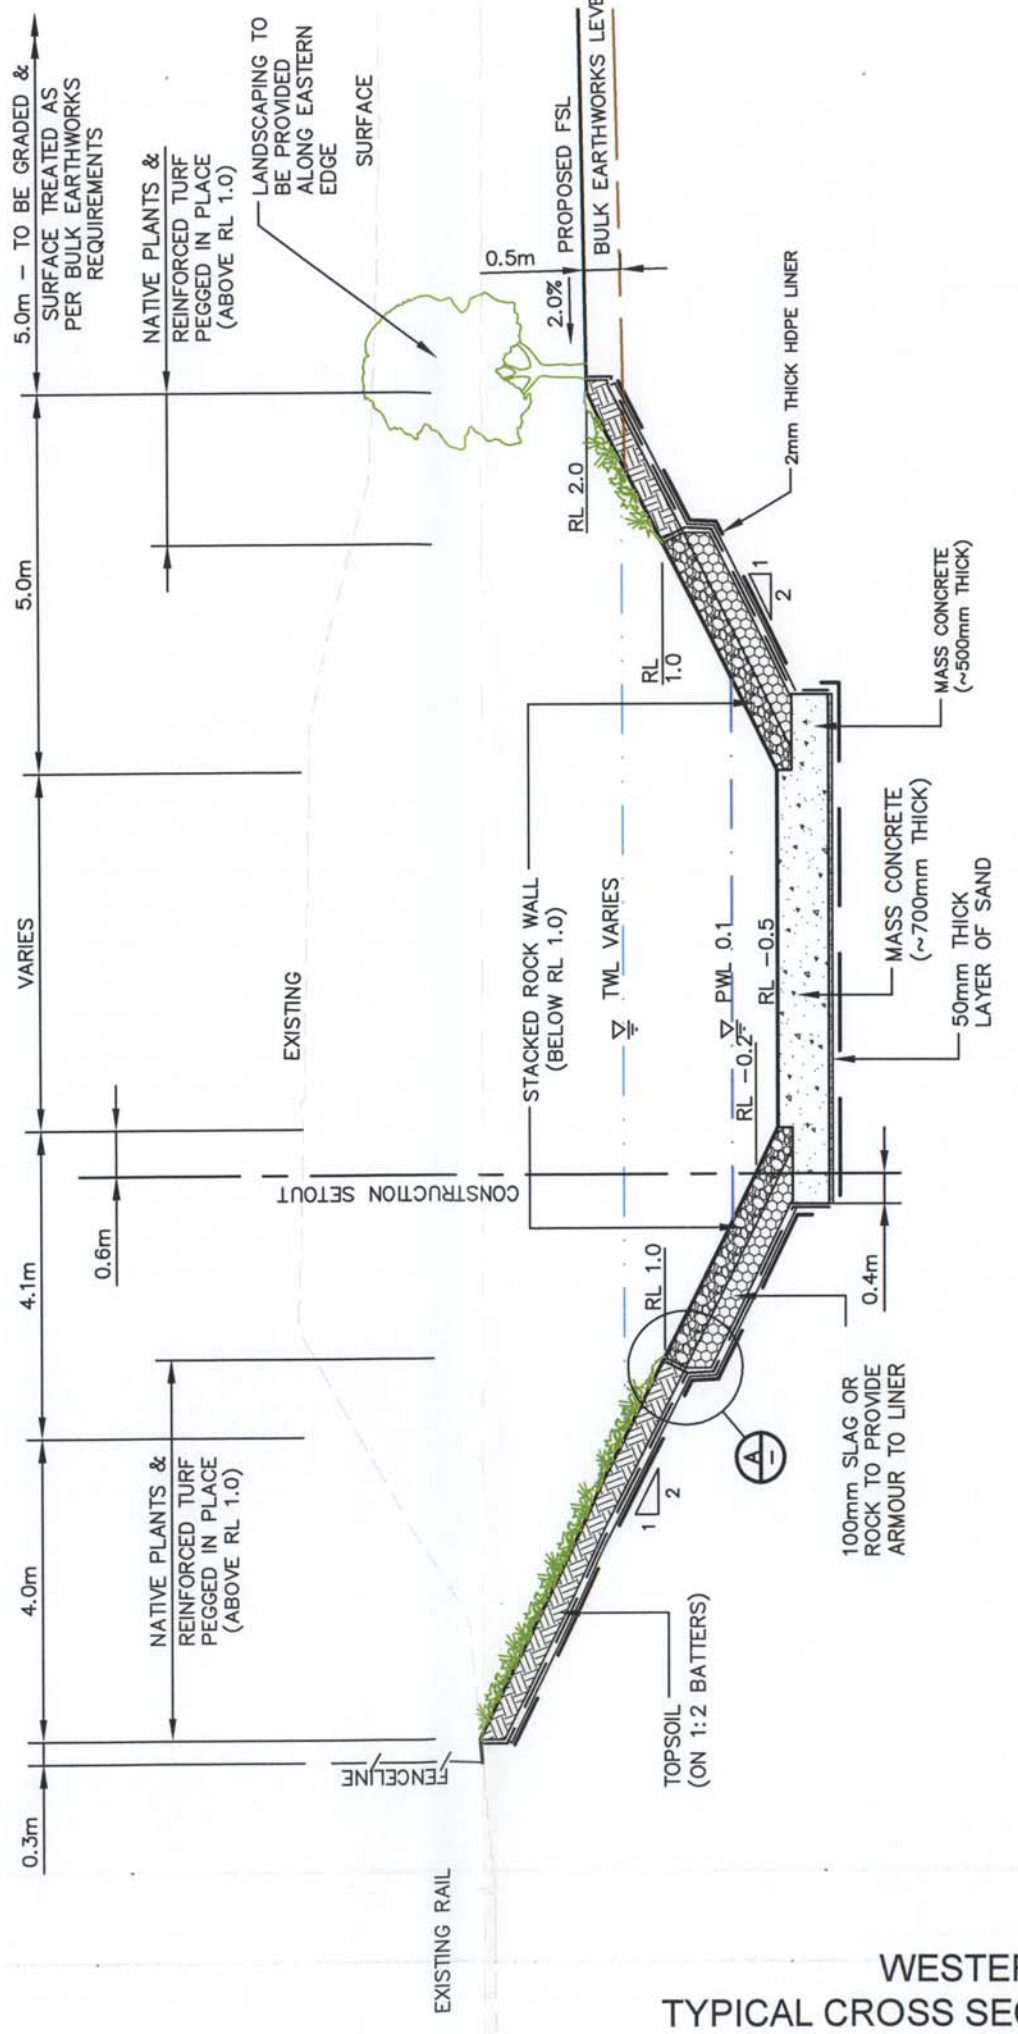 0.3m
4.0m
4.1m
VARIES
5.0m
5.0m – TO BE GRADED &
SURFACE TREATED AS
PER BULK EARTHWORKS
REQUIREMENTS
0.6m
NATIVE PLANTS &
REINFORCED TURF
PEGGED IN PLACE
(ABOVE RL 1.0)
NATIVE PLANTS &
REINFORCED TURF
PEGGED IN PLACE
(ABOVE RL 1.0)
LANDSCAPING TO
BE PROVIDED
ALONG EASTERN
EDGE
EXISTING
SURFACE
FENCELINE
CONSTRUCTION SETOUT
EXISTING RAIL
STACKED ROCK WALL
(BELOW RL 1.0)
0.5m
2.0%
PROPOSED FSL
BULK EARTHWORKS LEVE
RL 2.0
TWL VARIES
RL 1.0
RL
1.0
PWL 0.1
RL -0.2
RL -0.5
1
2
1
2
A
–
TOPSOIL
(ON 1:2 BATTERS)
100mm SLAG OR
ROCK TO PROVIDE
ARMOUR TO LINER
0.4m
2mm THICK HDPE LINER
MASS CONCRETE
(~700mm THICK)
MASS CONCRETE
(~500mm THICK)
50mm THICK
LAYER OF SAND
WESTER
TYPICAL CROSS SEC